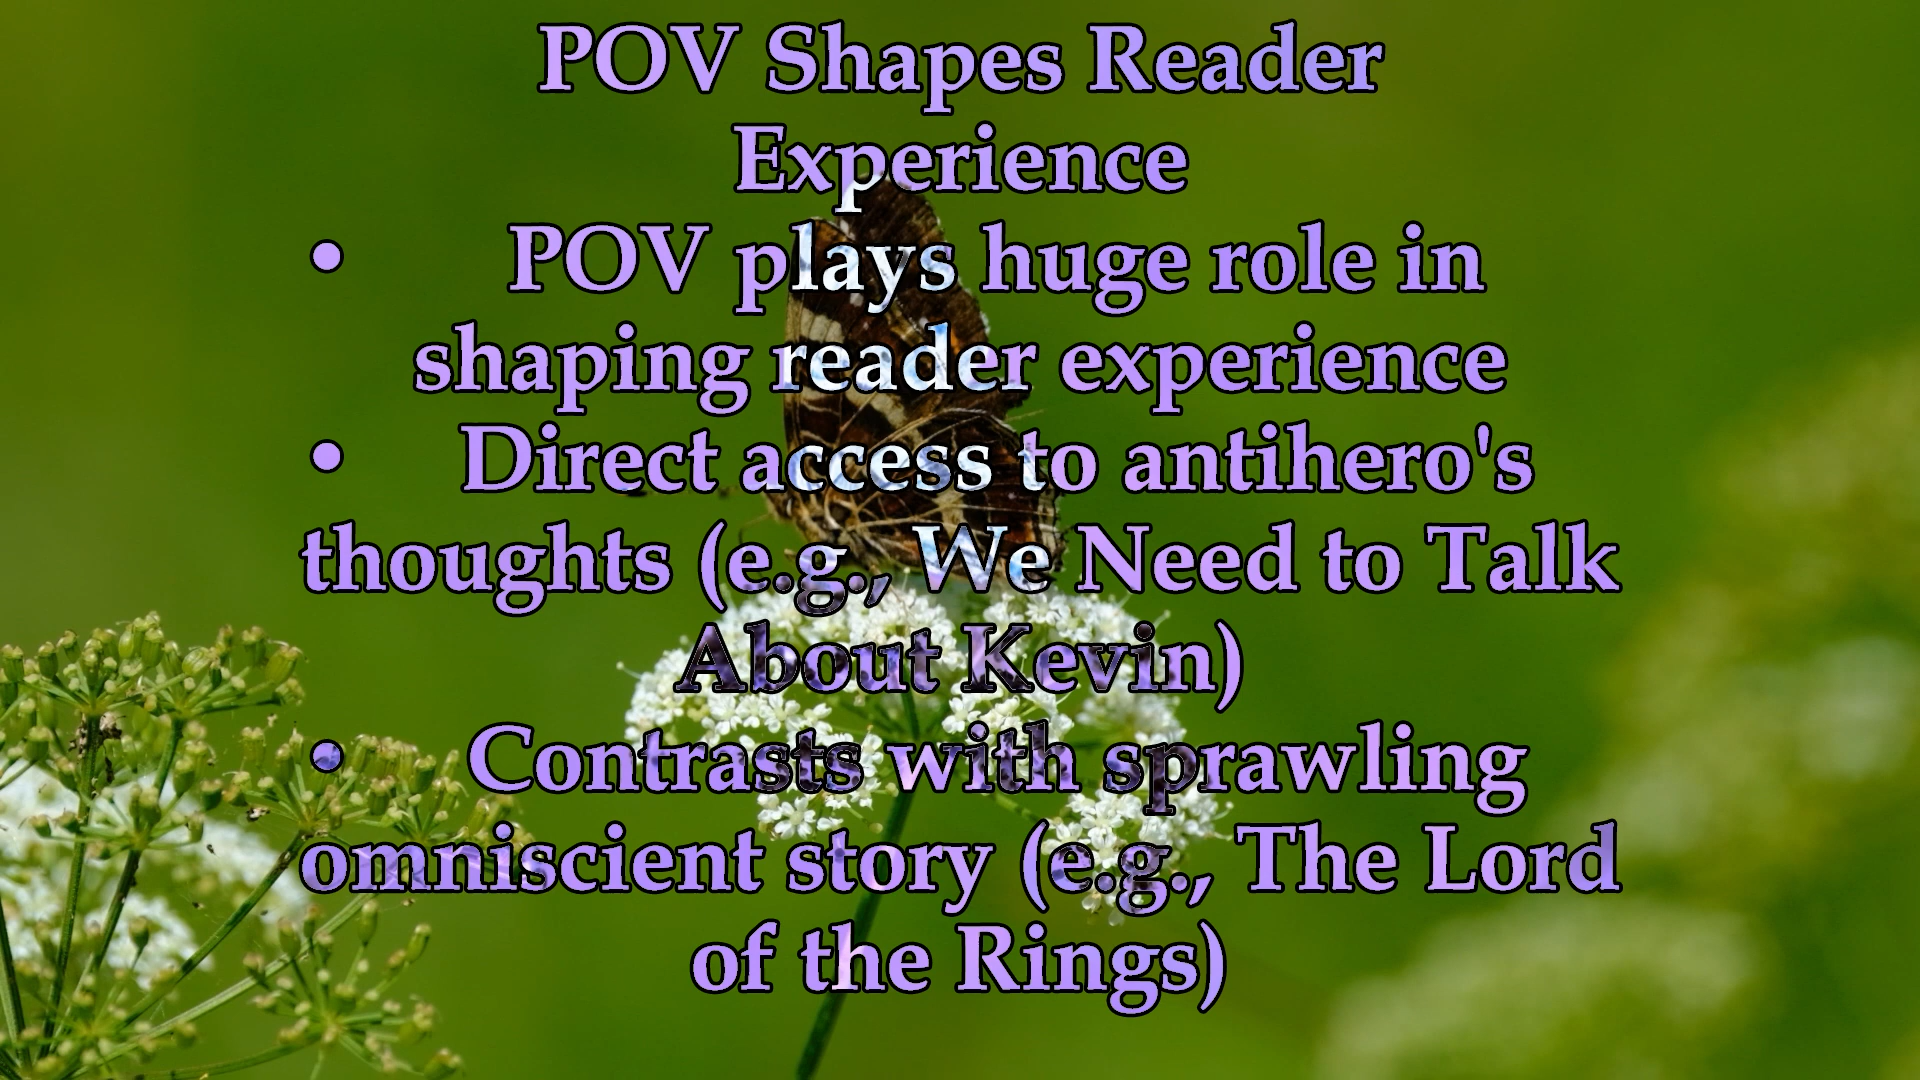 POV Shapes Reader
Experience
• POV plays huge role in
shaping reader experience
• Direct access to antihero's
thoughts (e.g., We Need to Talk
About Kevin)
• Contrasts with sprawling
omniscient story (e.g., The Lord
of the Rings)